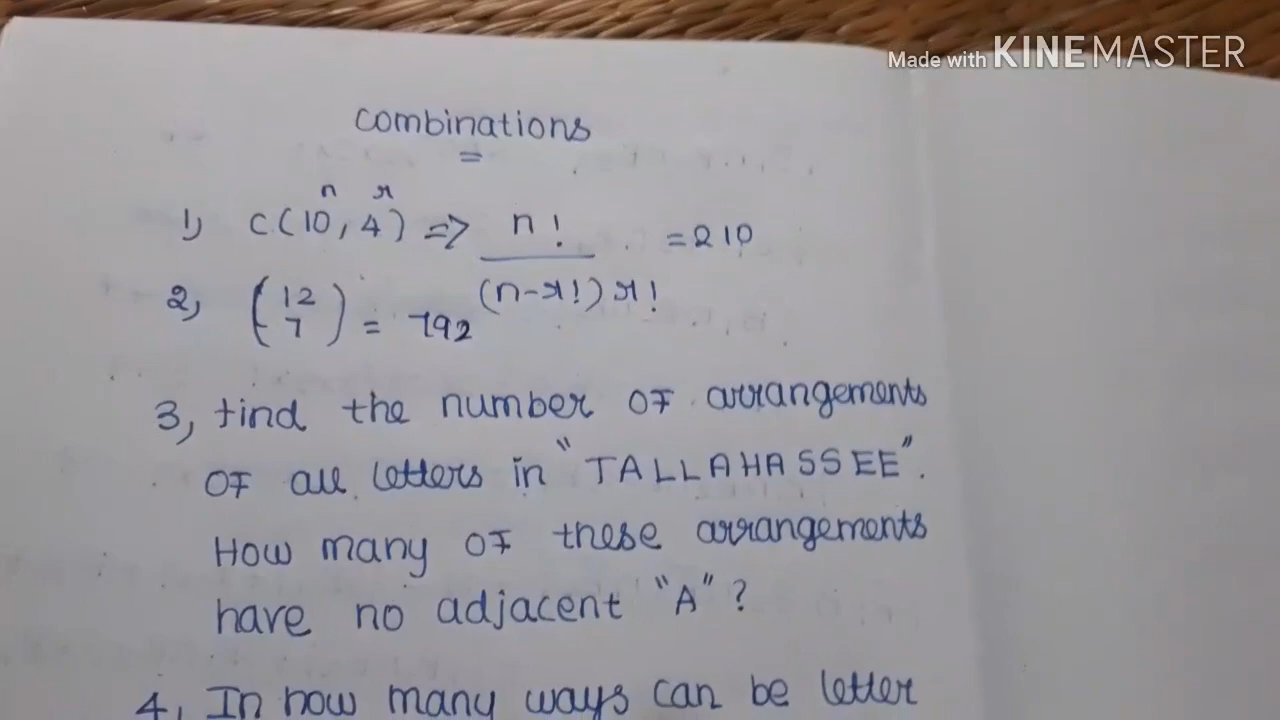 Made with KINEMASTER
combinations
=
n r
1) C(10, 4) => n! / (n-r!) r! = 210
2, (12 7) = 792
3, Find the number of arrangements
of all letters in "TALLAHASSEE".
How many of these arrangements
have no adjacent "A"?
4, In how many ways can be letter